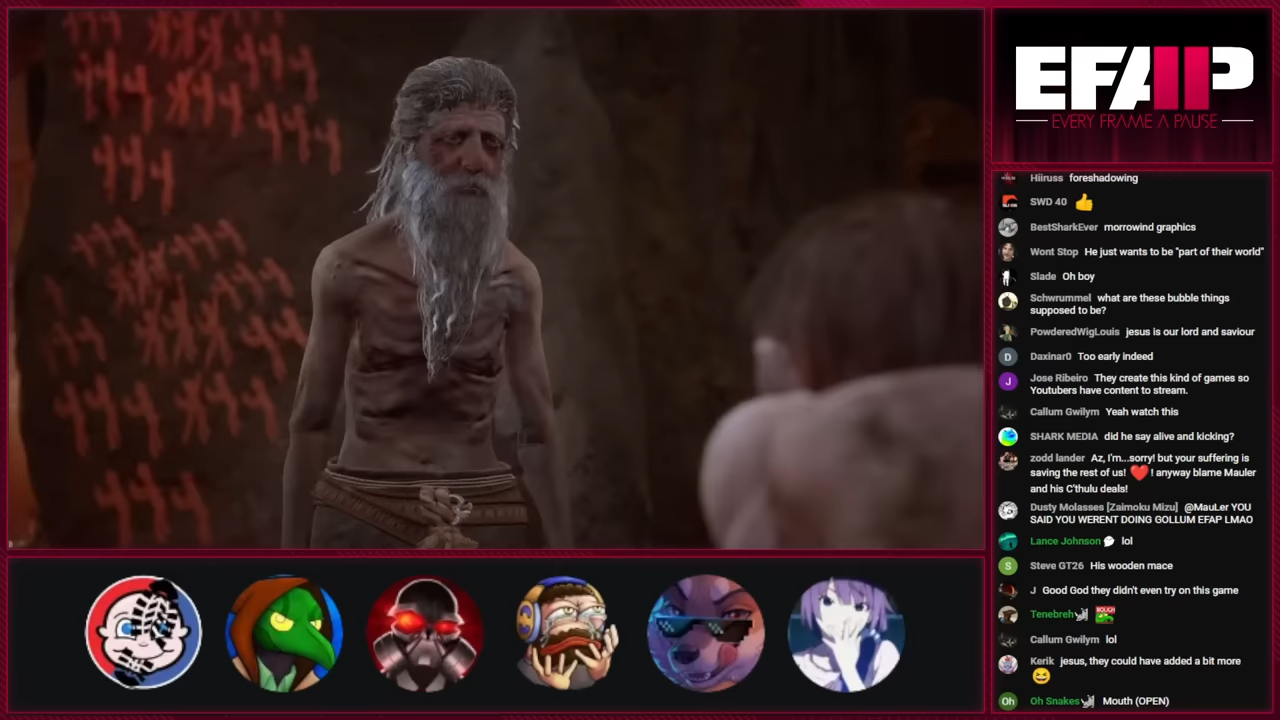 EFAP
EVERY FRAME A PAUSE
Hiiruss foreshadowing
SWD 40 👍
BestSharkEver morrowind graphics
Wont Stop He just wants to be "part of their world"
Slade Oh boy
Schwrummel what are these bubble things
supposed to be?
PowderedWigLouis jesus is our lord and saviour
D Daxinar0 Too early indeed
J Jose Ribeiro They create this kind of games so
Youtubers have content to stream.
Callum Gwilym Yeah watch this
SHARK MEDIA did he say alive and kicking?
zodd lander Az, I'm...sorry! but your suffering is
saving the rest of us! ❤️ ! anyway blame Mauler
and his C'thulu deals!
Dusty Molasses [Zaimoku Mizu] @MauLer YOU
SAID YOU WERENT DOING GOLLUM EFAP LMAO
Lance Johnson lol
S Steve GT26 His wooden mace
J Good God they didn't even try on this game
Tenebreh
Callum Gwilym lol
Kerik jesus, they could have added a bit more
😆
Oh Oh Snakes Mouth (OPEN)